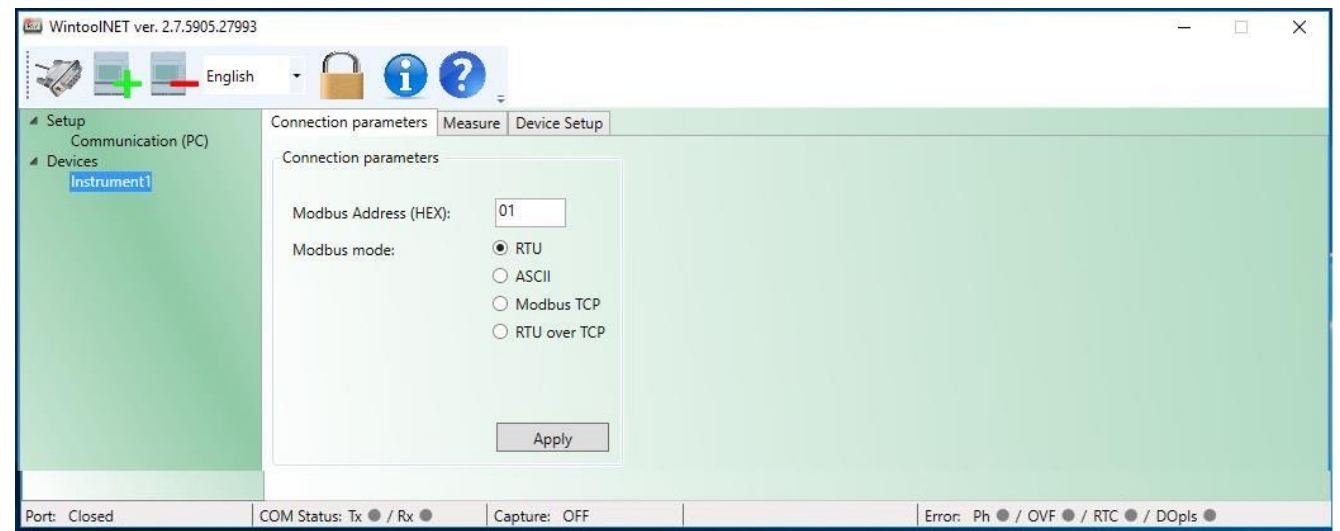 WintoolNET ver. 2.7.5905.27993
English
Setup
Communication (PC)
Devices
Instrument1
Connection parameters Measure Device Setup
Connection parameters
Modbus Address (HEX): 01
Modbus mode: RTU
ASCII
Modbus TCP
RTU over TCP
Apply
Port: Closed COM Status: Tx / Rx Capture: OFF Error: Ph / OVF / RTC / DOpls